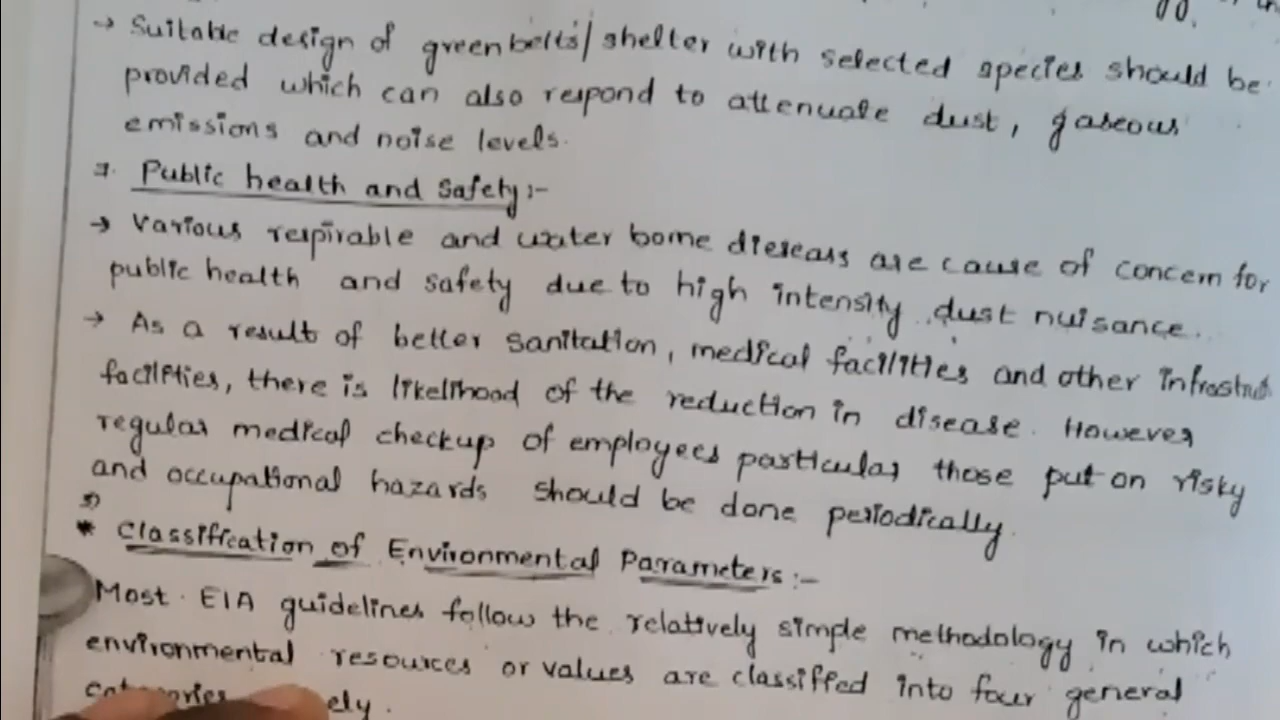 → Suitable design of greenbelts/shelter with selected species should be
provided which can also respond to attenuate dust, gaseous
emissions and noise levels.
7. Public health and Safety:-
→ Various respirable and water borne dieseass are cause of concern for
public health and safety due to high intensity dust nuisance.
→ As a result of better sanitation, medical facilities and other
facilities, there is likelihood of the reduction in disease. However
regular medical checkup of employees particular those put on risky
and occupational hazards should be done periodically.
* Classification of Environmental Parameters:-
Most EIA guidelines follow the relatively simple methodology in which
environmental resources or values are classified into four general